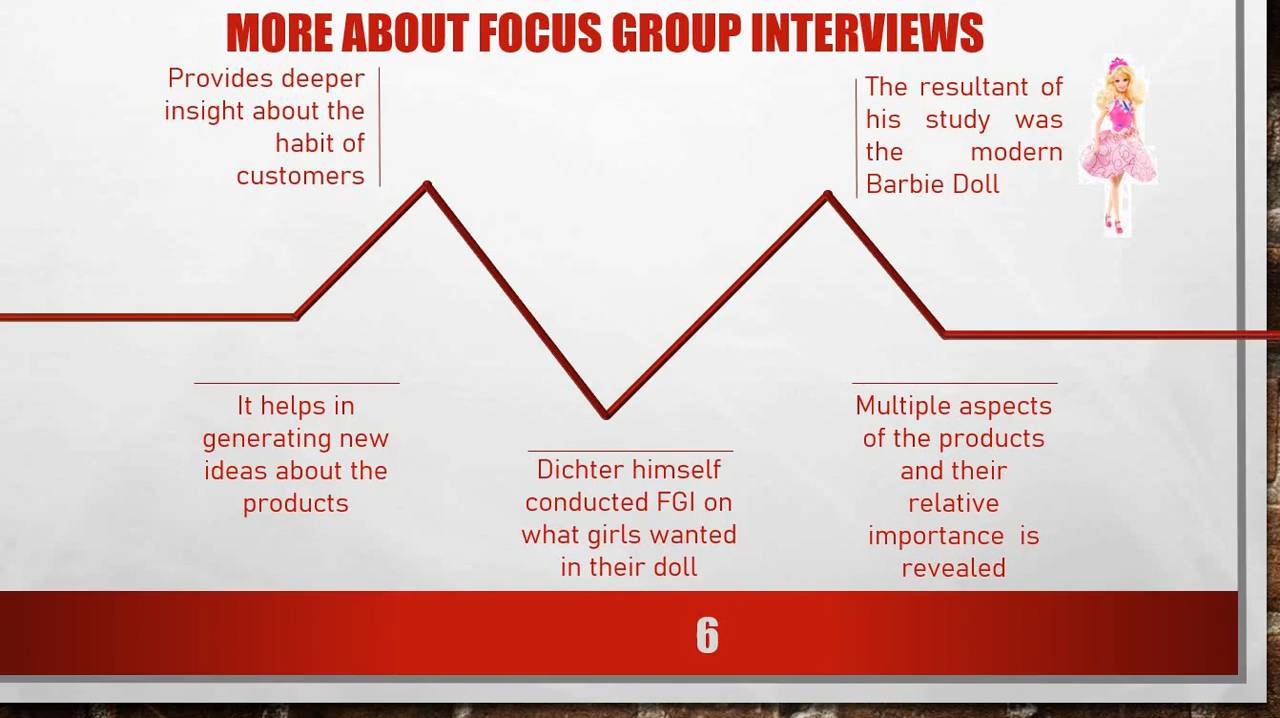 MORE ABOUT FOCUS GROUP INTERVIEWS
Provides deeper
insight about the
habit of
customers
The resultant of
his study was
the modern
Barbie Doll
It helps in
generating new
ideas about the
products
Dichter himself
conducted FGI on
what girls wanted
in their doll
Multiple aspects
of the products
and their
relative
importance is
revealed
6